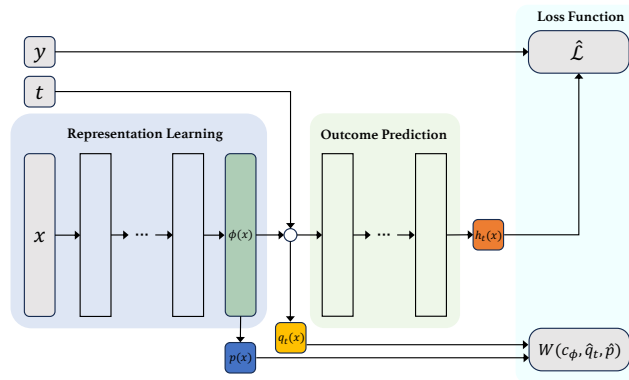 Loss Function
y
ℒ̂
t
Representation Learning
Outcome Prediction
x
...
ϕ(x)
...
h_t(x)
q_t(x)
p(x)
W(c_ϕ, q̂_t, p̂)